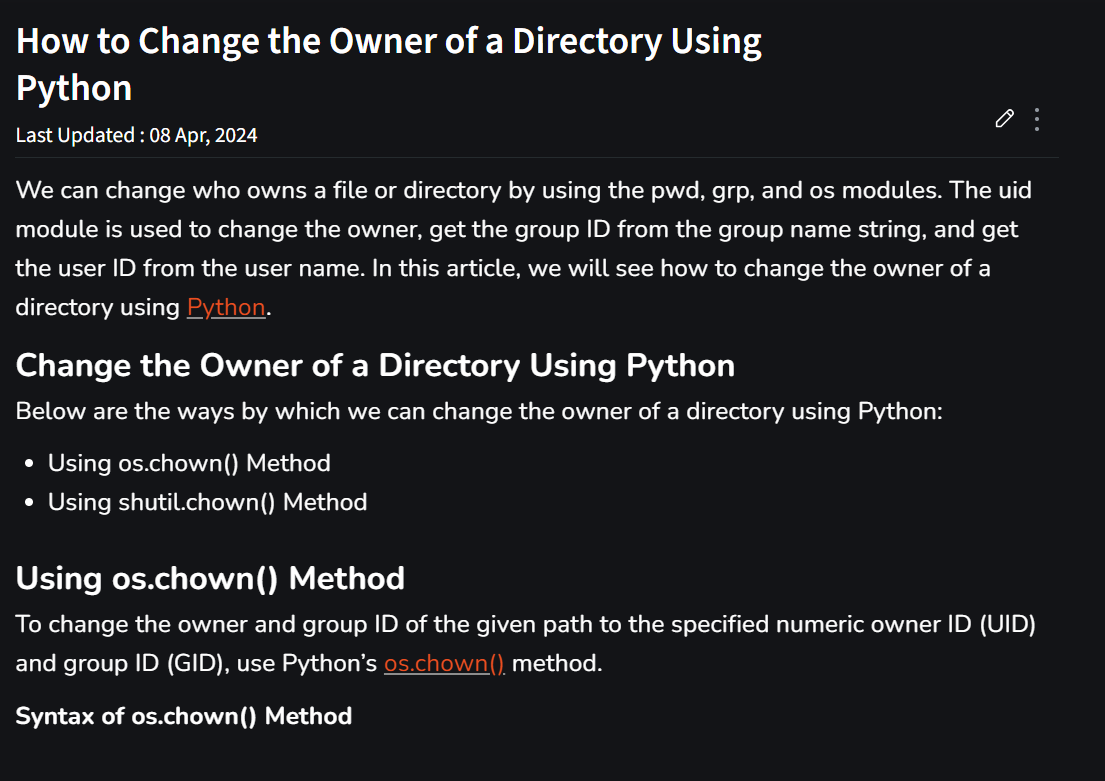 How to Change the Owner of a Directory Using
Python
Last Updated : 08 Apr, 2024
We can change who owns a file or directory by using the pwd, grp, and os modules. The uid
module is used to change the owner, get the group ID from the group name string, and get
the user ID from the user name. In this article, we will see how to change the owner of a
directory using Python.
Change the Owner of a Directory Using Python
Below are the ways by which we can change the owner of a directory using Python:
• Using os.chown() Method
• Using shutil.chown() Method
Using os.chown() Method
To change the owner and group ID of the given path to the specified numeric owner ID (UID)
and group ID (GID), use Python’s os.chown() method.
Syntax of os.chown() Method